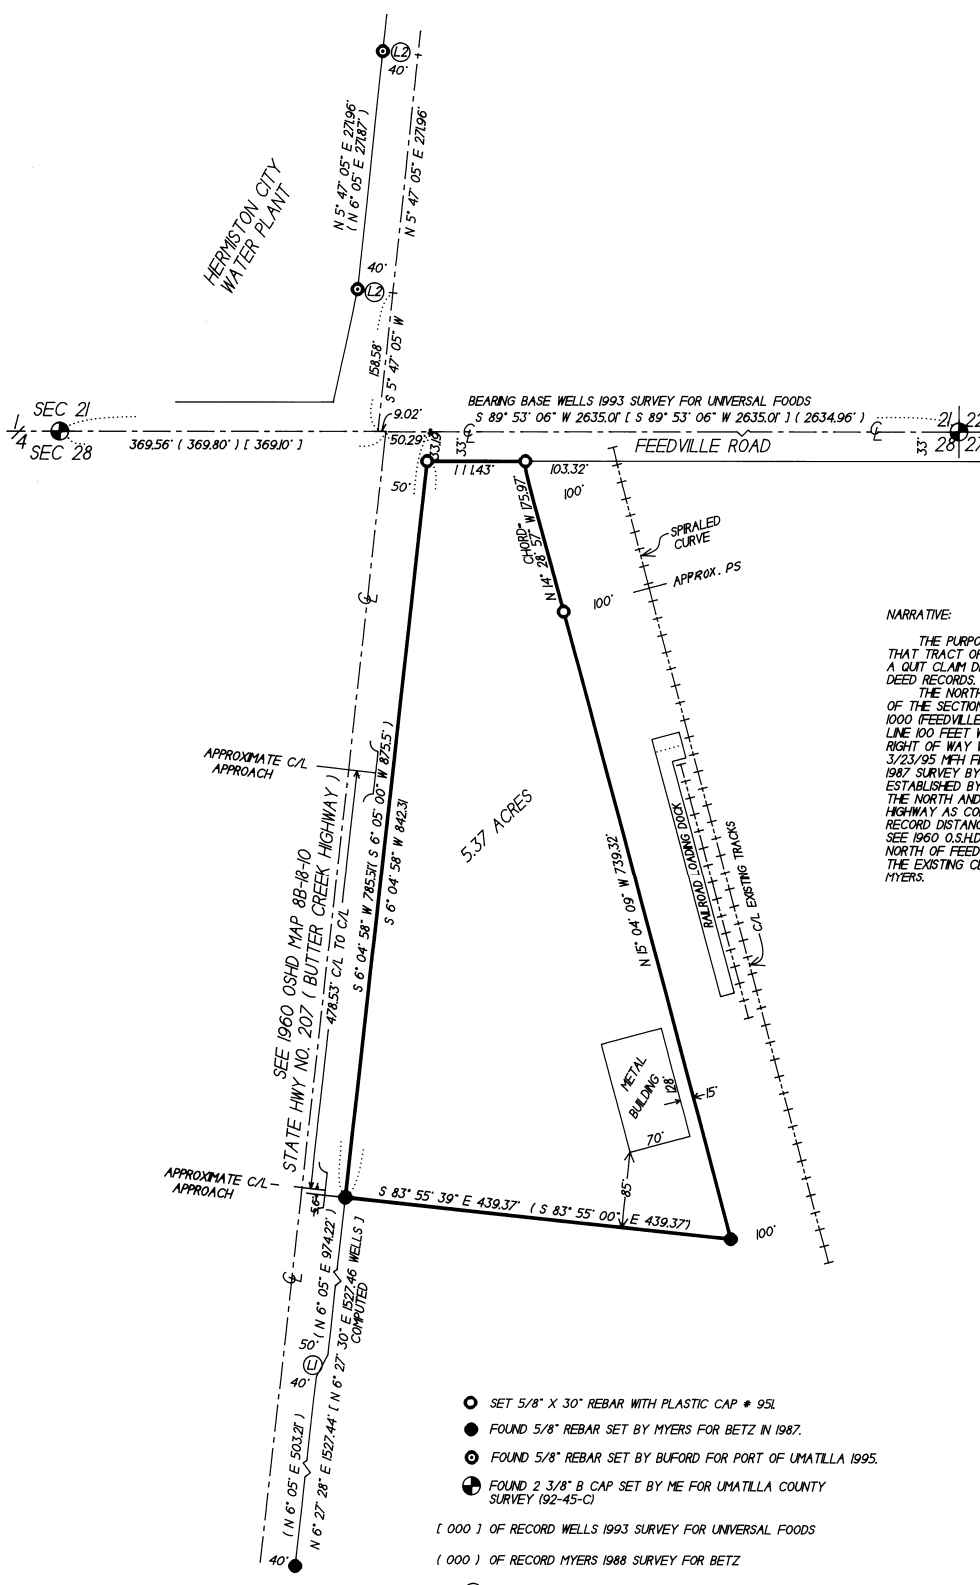 L2
40'
N 5° 47' 05" E 271.96'
( N 6° 05' E 271.87' )
N 5° 47' 05" E 271.96'
HERMISTON CITY
WATER PLANT
40'
L2
158.58'
S 5° 47' 05" W
BEARING BASE WELLS 1993 SURVEY FOR UNIVERSAL FOODS
S 89° 53' 06" W 2635.01' [ S 89° 53' 06" W 2635.01' ] ( 2634.96' )
SEC 21
1/4
SEC 28
369.56' ( 369.80' ) [ 369.10' ]
9.02'
50.29'
33.19'
33'
FEEDVILLE ROAD
33'
21 22
28 27
50'
111.43'
103.32'
100'
CHORD=
N 14° 28' 57" W 175.97'
SPIRALED
CURVE
APPROX. PS
100'
NARRATIVE:
THE PURPO
THAT TRACT OF
A QUIT CLAIM D
DEED RECORDS.
THE NORTH
OF THE SECTION
1000 (FEEDVILLE
LINE 100 FEET W
RIGHT OF WAY W
3/23/95 MFH F
1987 SURVEY BY
ESTABLISHED BY
THE NORTH AND
HIGHWAY AS CO
RECORD DISTANC
SEE 1960 O.S.H.D
NORTH OF FEED
THE EXISTING CE
MYERS.
APPROXIMATE C/L
APPROACH
5.37 ACRES
S 6° 04' 58" W 785.51' ( S 6° 05' 00" W 875.5' )
S 6° 04' 58" W 842.31
SEE 1960 OSHD MAP 8B-18-10
STATE HWY NO. 207 ( BUTTER CREEK HIGHWAY )
478.53' C/L TO C/L
N 15° 04' 09" W 739.32'
RAILROAD LOADING DOCK
C/L EXISTING TRACKS
METAL
BUILDING
128'
15'
70'
85'
APPROXIMATE C/L
APPROACH
56'
S 83° 55' 39" E 439.37' ( S 83° 55' 00" E 439.37')
100'
( N 6° 05' E 974.22' )
N 6° 27' 28" E 1527.44' [ N 6° 27' 30" E 1527.46 WELLS ]
COMPUTED
50'
L1
40'
( N 6° 05' E 503.21' )
40'
SET 5/8" X 30" REBAR WITH PLASTIC CAP # 951.
FOUND 5/8" REBAR SET BY MYERS FOR BETZ IN 1987.
FOUND 5/8" REBAR SET BY BUFORD FOR PORT OF UMATILLA 1995.
FOUND 2 3/8" B CAP SET BY ME FOR UMATILLA COUNTY
SURVEY (92-45-C)
[ 000 ] OF RECORD WELLS 1993 SURVEY FOR UNIVERSAL FOODS
( 000 ) OF RECORD MYERS 1988 SURVEY FOR BETZ